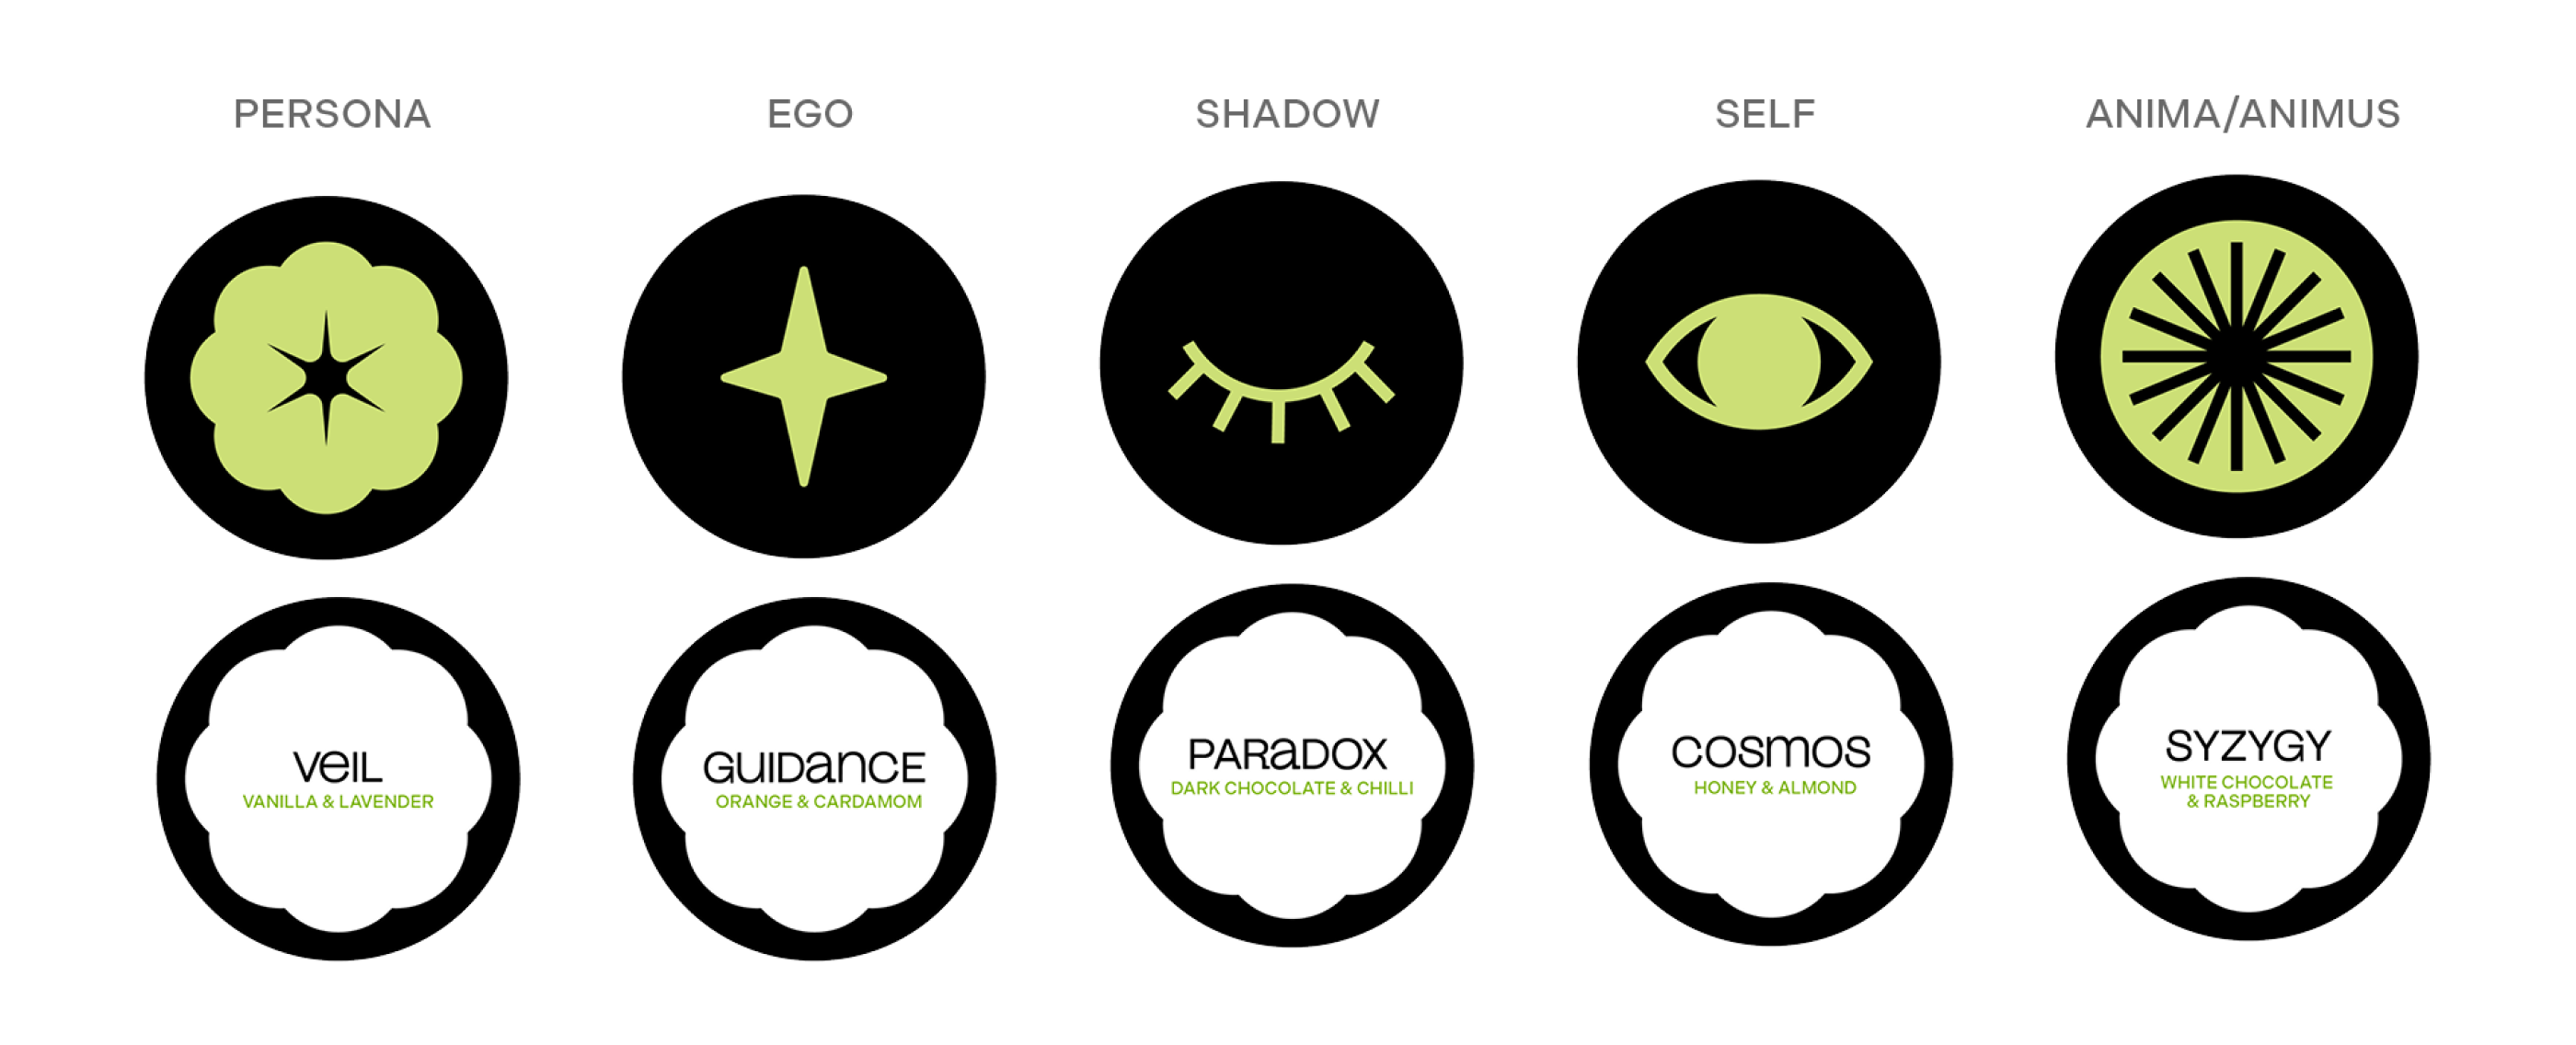 PERSONA
EGO
SHADOW
SELF
ANIMA/ANIMUS
VeIL
VANILLA & LAVENDER
GUIDanCE
ORANGE & CARDAMOM
PARaDOX
DARK CHOCOLATE & CHILLI
COSmOS
HONEY & ALMOND
SYZYGY
WHITE CHOCOLATE
& RASPBERRY